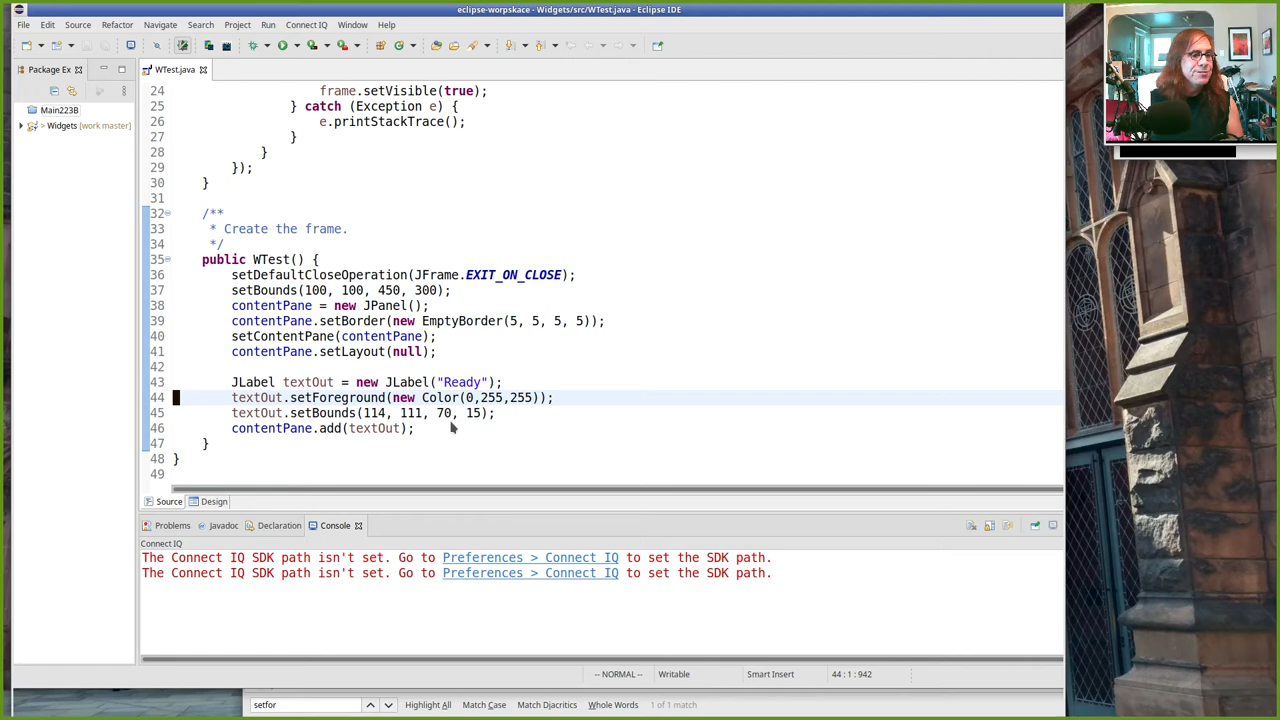 eclipse-worpskace - Widgets/src/WTest.java - Eclipse IDE
File Edit Source Refactor Navigate Search Project Run Connect IQ Window Help
Package Ex
WTest.java
Main223B
> Widgets [work master]
24 frame.setVisible(true);
25 } catch (Exception e) {
26 e.printStackTrace();
27 }
28 }
29 });
30 }
31
32 /**
33 * Create the frame.
34 */
35 public WTest() {
36 setDefaultCloseOperation(JFrame.EXIT_ON_CLOSE);
37 setBounds(100, 100, 450, 300);
38 contentPane = new JPanel();
39 contentPane.setBorder(new EmptyBorder(5, 5, 5, 5));
40 setContentPane(contentPane);
41 contentPane.setLayout(null);
42
43 JLabel textOut = new JLabel("Ready");
44 textOut.setForeground(new Color(0,255,255));
45 textOut.setBounds(114, 111, 70, 15);
46 contentPane.add(textOut);
47 }
48 }
49
Source Design
Problems Javadoc Declaration Console
Connect IQ
The Connect IQ SDK path isn't set. Go to Preferences > Connect IQ to set the SDK path.
The Connect IQ SDK path isn't set. Go to Preferences > Connect IQ to set the SDK path.
-- NORMAL -- Writable Smart Insert 44 : 1 : 942
setfor Highlight All Match Case Match Diacritics Whole Words 1 of 1 match